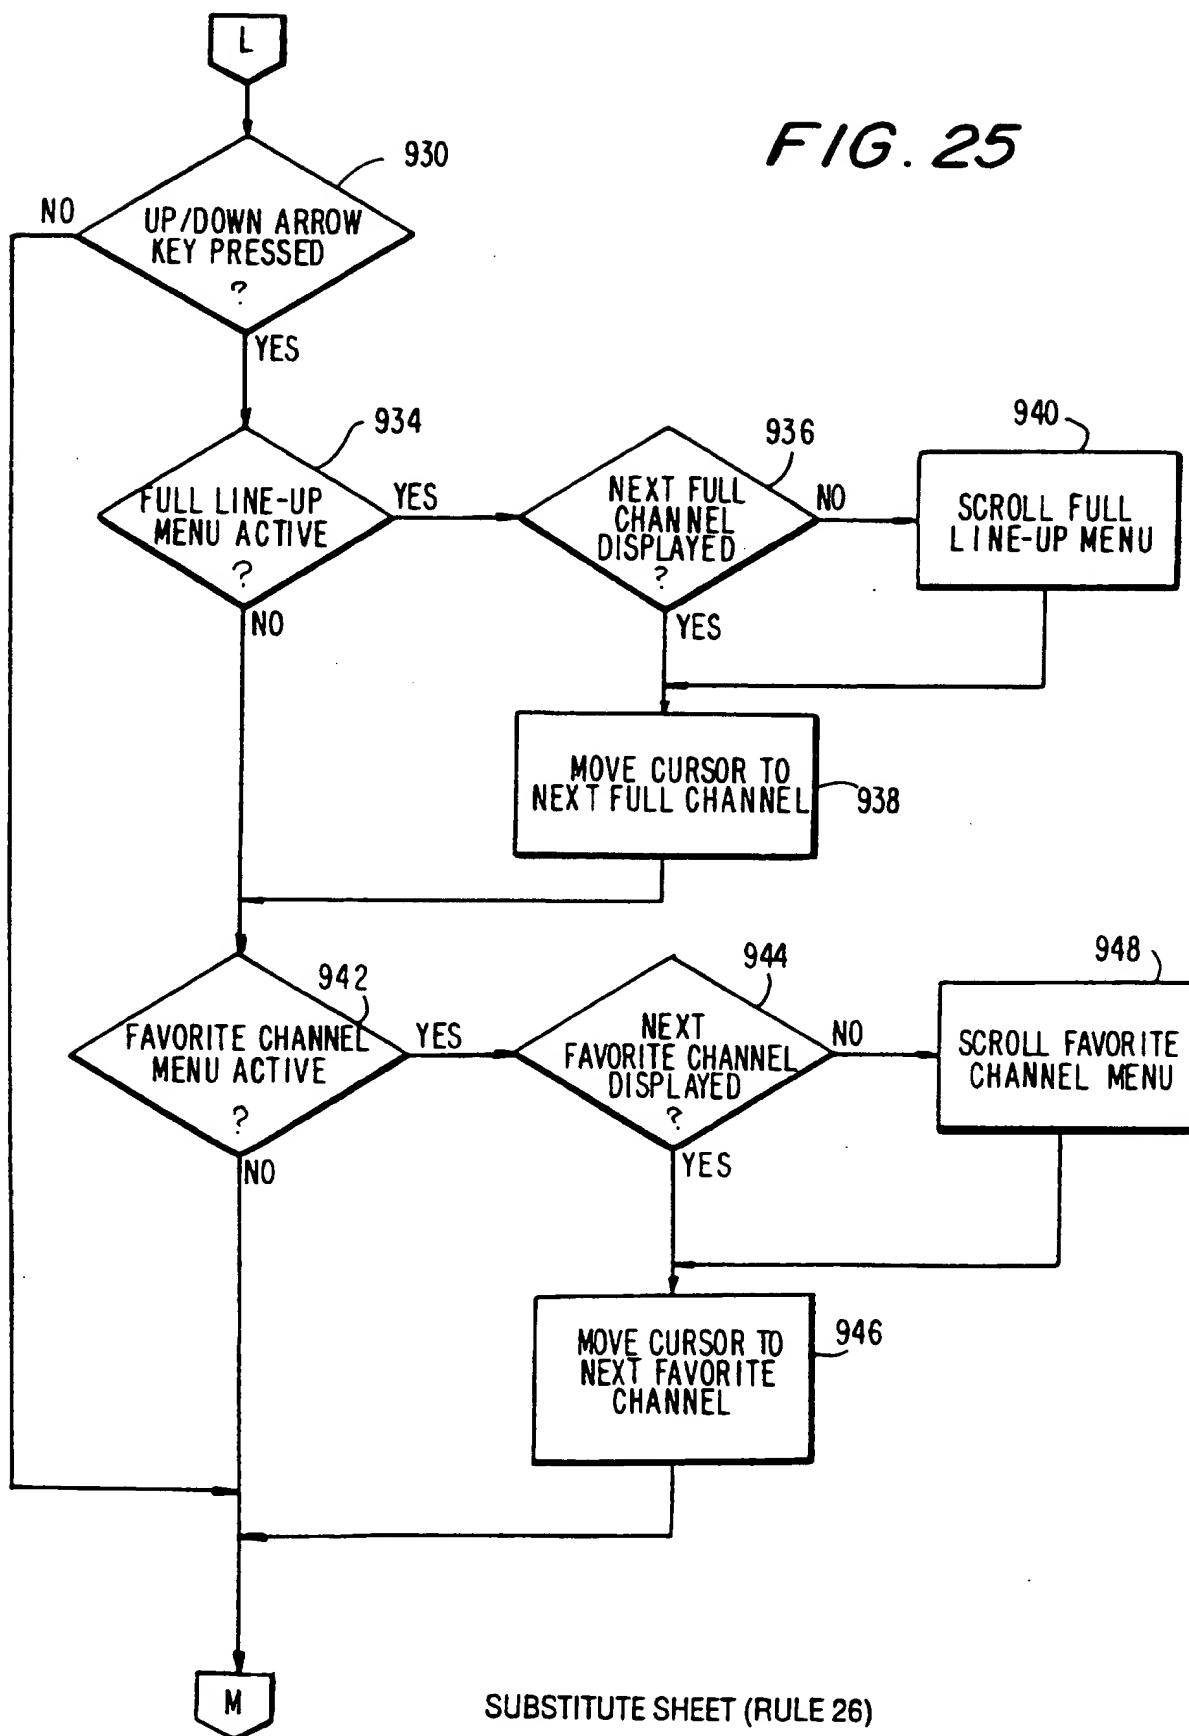 L
FIG. 25
930
NO
UP/DOWN ARROW
KEY PRESSED
?
YES
934
FULL LINE-UP
MENU ACTIVE
?
YES
NO
936
NEXT FULL
CHANNEL
DISPLAYED
?
NO
YES
940
SCROLL FULL
LINE-UP MENU
MOVE CURSOR TO
NEXT FULL CHANNEL
938
942
FAVORITE CHANNEL
MENU ACTIVE
?
YES
NO
944
NEXT
FAVORITE CHANNEL
DISPLAYED
?
NO
YES
948
SCROLL FAVORITE
CHANNEL MENU
MOVE CURSOR TO
NEXT FAVORITE
CHANNEL
946
M
SUBSTITUTE SHEET (RULE 26)